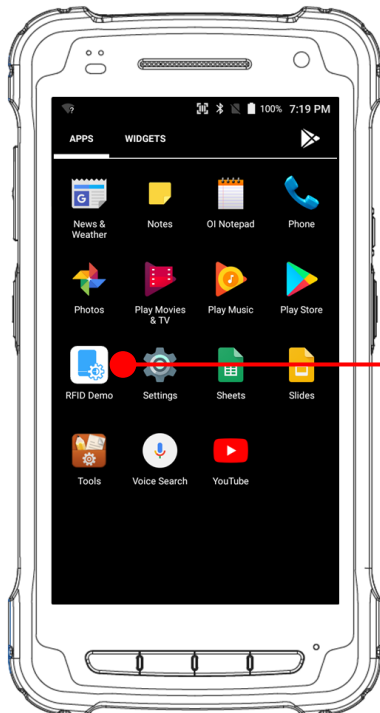 100% 7:19 PM
APPS WIDGETS
News & Weather Notes OI Notepad Phone
Photos Play Movies & TV Play Music Play Store
RFID Demo Settings Sheets Slides
Tools Voice Search YouTube